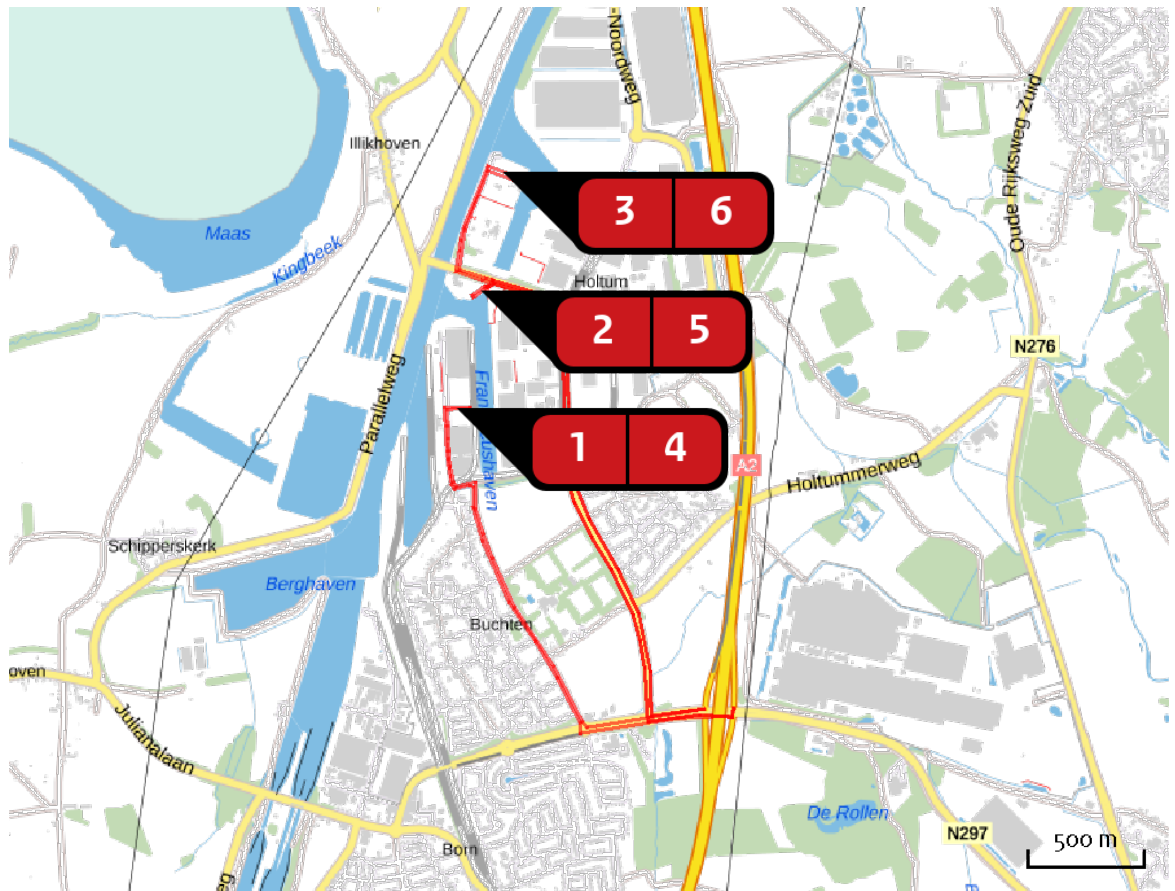 Noordweg
Illikhoven
Oude Rijksweg Zuid
3 6
Maas
Kingbeek
Holtum
2 5
N276
Parallelweg
1 4
A2
Holtummerweg
Schipperskerk
Berghaven
Buchten
oven
Julianalaan
De Rollen
N297
500 m
Born